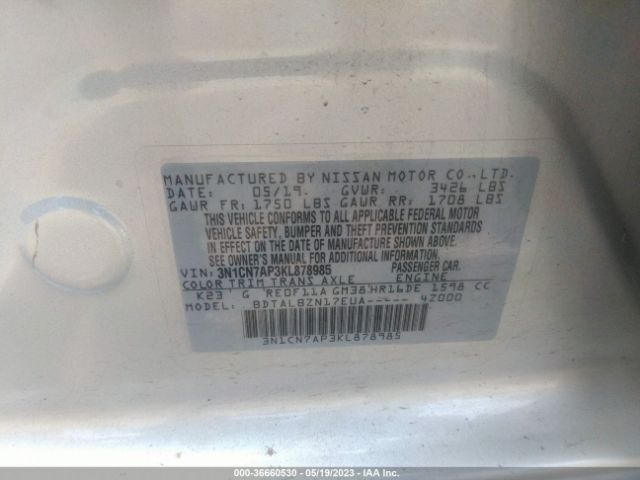 MANUFACTURED BY NISSAN MOTOR CO., LTD.
DATE: 05/19. GVWR: 3426 LBS
GAWR FR: 1750 LBS GAWR RR: 1708 LBS
THIS VEHICLE CONFORMS TO ALL APPLICABLE FEDERAL MOTOR
VEHICLE SAFETY, BUMPER AND THEFT PREVENTION STANDARDS
IN EFFECT ON THE DATE OF MANUFACTURE SHOWN ABOVE.
SEE OWNER'S MANUAL FOR ADDITIONAL INFORMATION
VIN: 3N1CN7AP3KL878985 PASSENGER CAR.
COLOR TRIM TRANS AXLE ENGINE
K23 G RE0F11A GM38 HR16DE 1598 CC
MODEL: BDTALBZN17EUA----- 4Z000
3N1CN7AP3KL878985
000-36660530 - 05/19/2023 - IAA Inc.